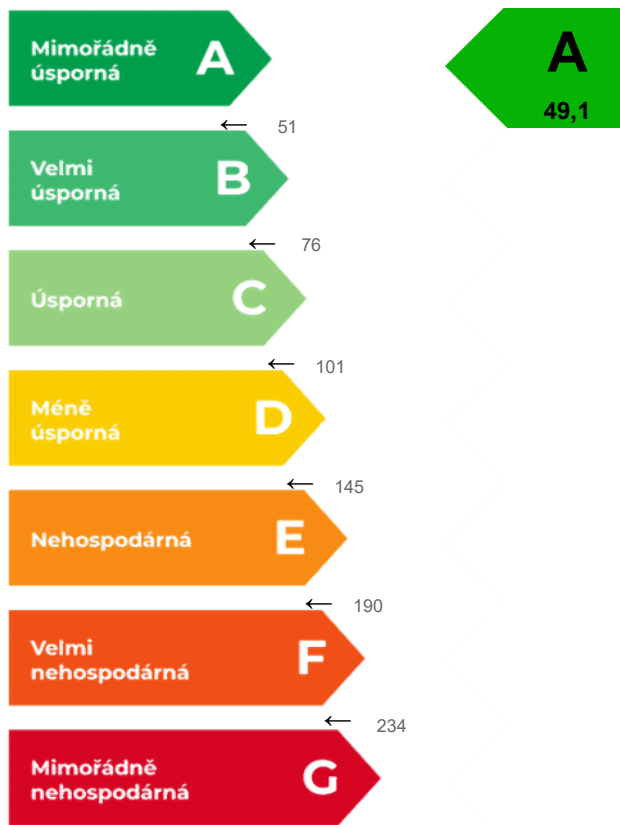 Mimořádně
úsporná
A
A
49,1
← 51
Velmi
úsporná
B
← 76
Úsporná
C
← 101
Méně
úsporná
D
← 145
Nehospodárná
E
← 190
Velmi
nehospodárná
F
← 234
Mimořádně
nehospodárná
G